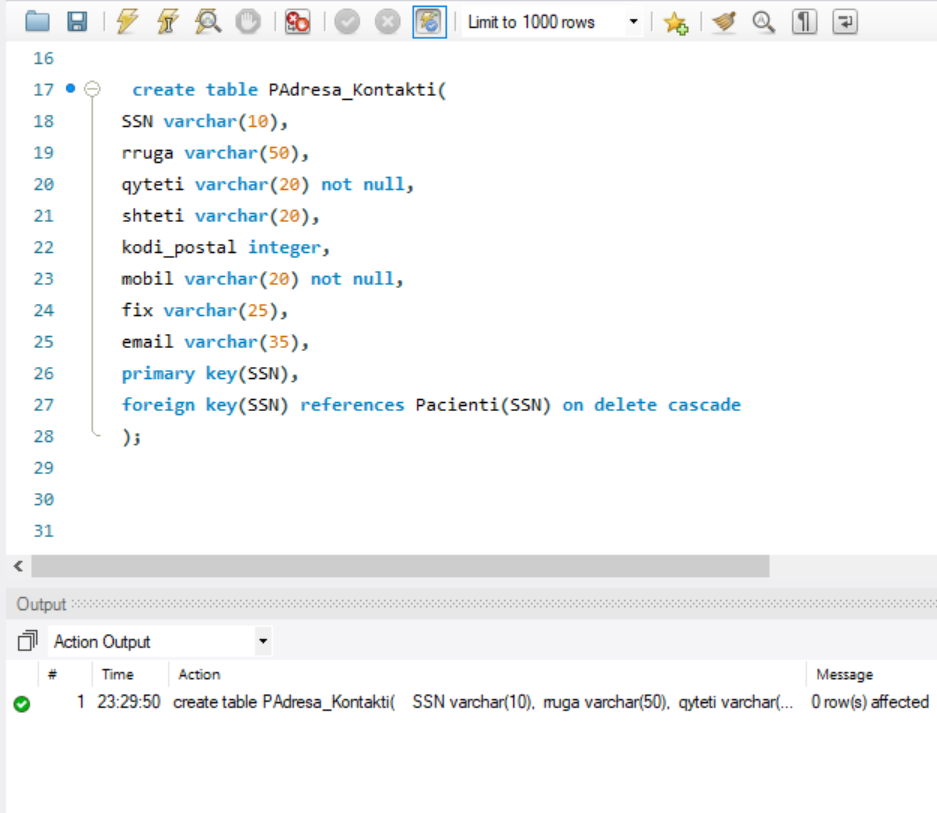 Limit to 1000 rows
16
17 create table PAdresa_Kontakti(
18 SSN varchar(10),
19 rruga varchar(50),
20 qyteti varchar(20) not null,
21 shteti varchar(20),
22 kodi_postal integer,
23 mobil varchar(20) not null,
24 fix varchar(25),
25 email varchar(35),
26 primary key(SSN),
27 foreign key(SSN) references Pacienti(SSN) on delete cascade
28 );
29
30
31
Output
Action Output
# Time Action Message
1 23:29:50 create table PAdresa_Kontakti( SSN varchar(10), rruga varchar(50), qyteti varchar(... 0 row(s) affected